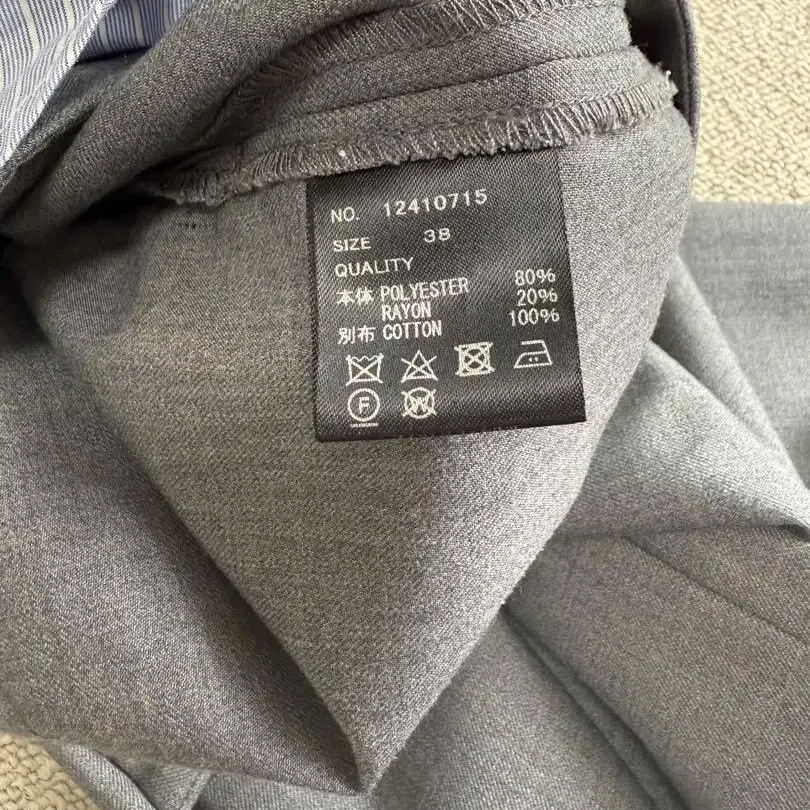 NO. 12410715
SIZE 38
QUALITY
本体 POLYESTER 80%
RAYON 20%
別布 COTTON 100%
F
W